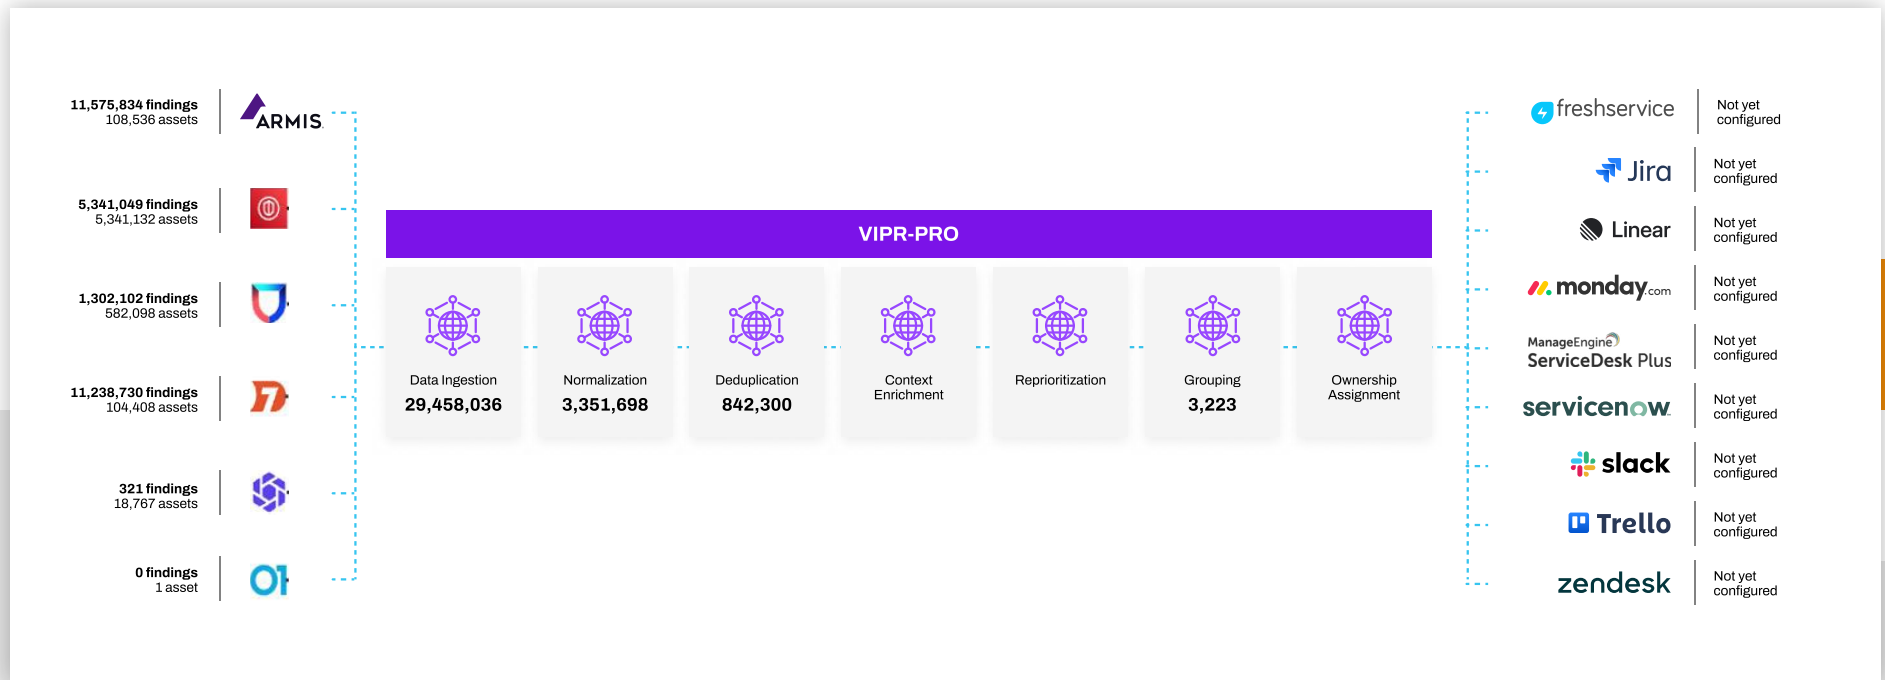 11,575,834 findings
108,536 assets
ARMIS
5,341,049 findings
5,341,132 assets
1,302,102 findings
582,098 assets
11,238,730 findings
104,408 assets
321 findings
18,767 assets
0 findings
1 asset
01
VIPR-PRO
Data Ingestion
29,458,036
Normalization
3,351,698
Deduplication
842,300
Context
Enrichment
Reprioritization
Grouping
3,223
Ownership
Assignment
freshservice
Not yet
configured
Jira
Not yet
configured
Linear
Not yet
configured
monday.com
Not yet
configured
ManageEngine
ServiceDesk Plus
Not yet
configured
servicenow
Not yet
configured
slack
Not yet
configured
Trello
Not yet
configured
zendesk
Not yet
configured